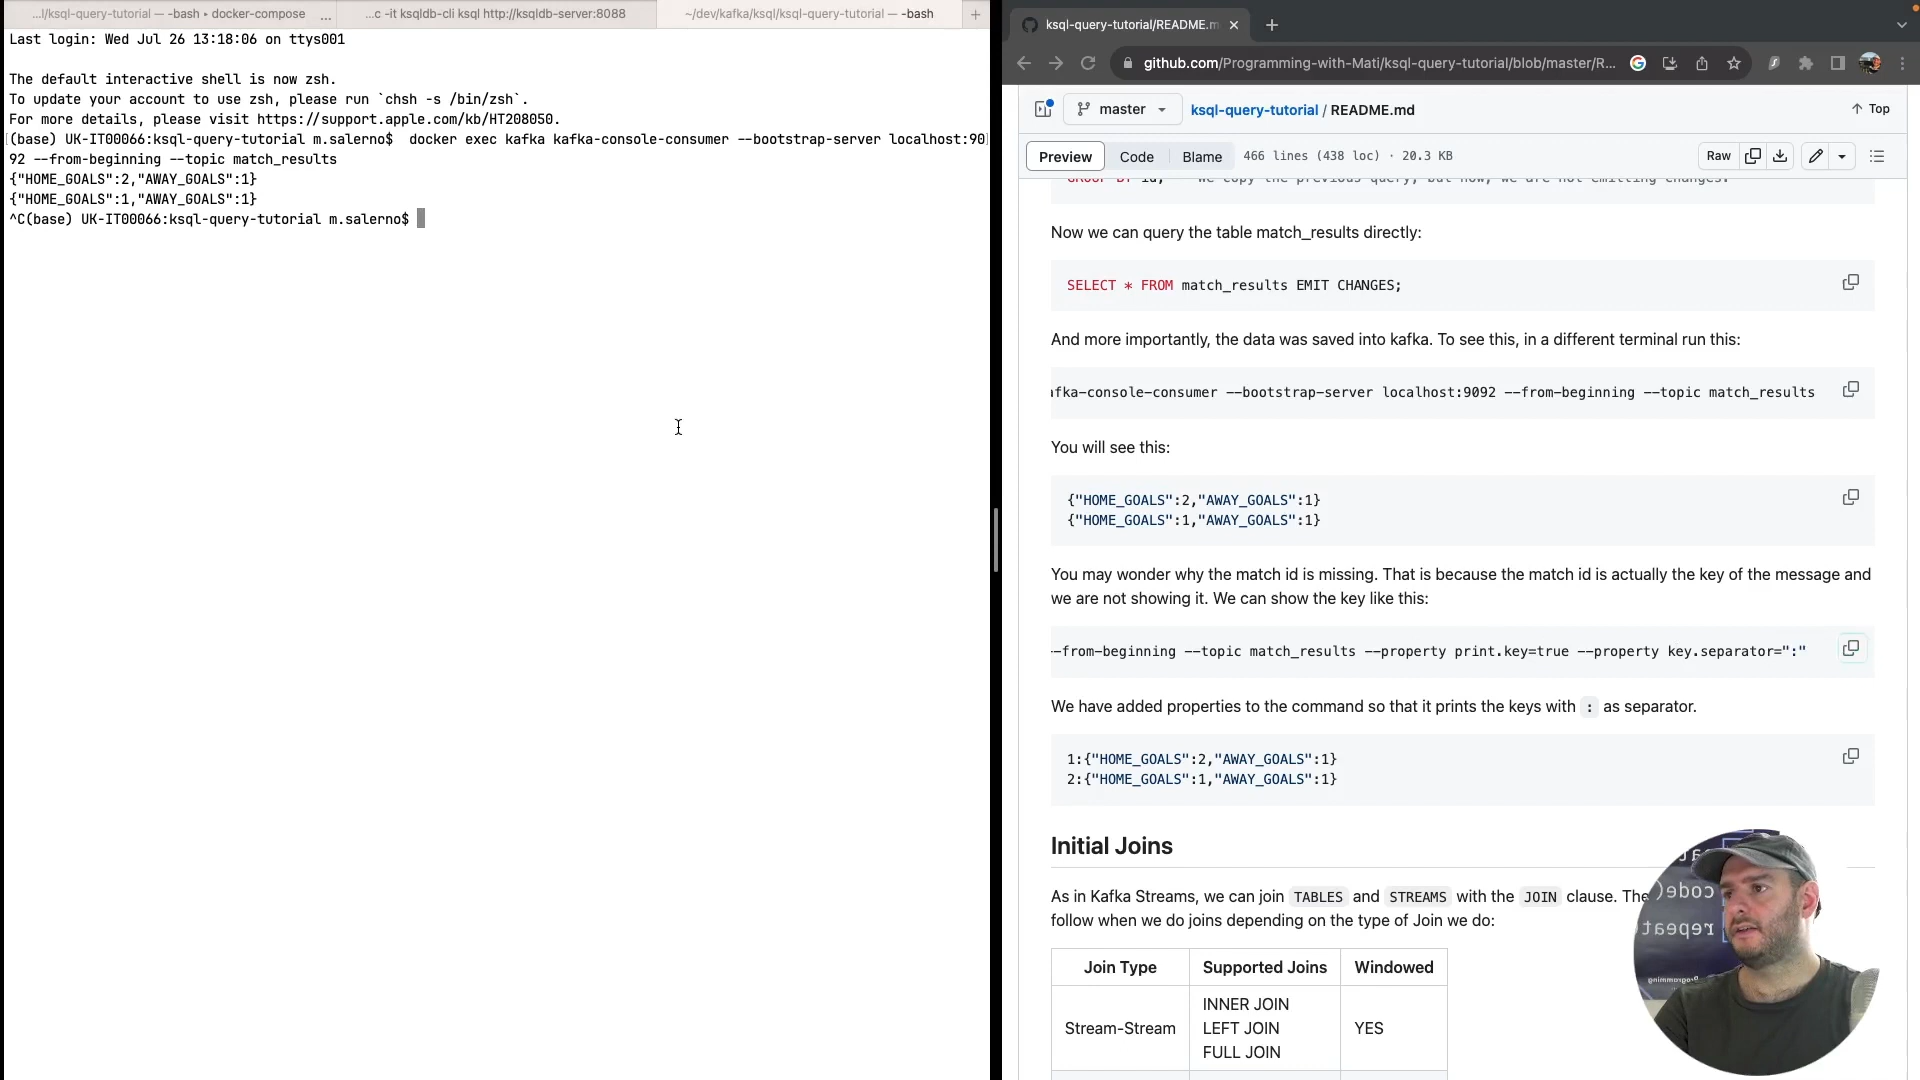 ...l/ksql-query-tutorial — -bash ▸ docker-compose ...
...c -it ksqldb-cli ksql http://ksqldb-server:8088
~/dev/kafka/ksql/ksql-query-tutorial — -bash
Last login: Wed Jul 26 13:18:06 on ttys001
The default interactive shell is now zsh.
To update your account to use zsh, please run `chsh -s /bin/zsh`.
For more details, please visit https://support.apple.com/kb/HT208050.
(base) UK-IT00066:ksql-query-tutorial m.salerno$  docker exec kafka kafka-console-consumer --bootstrap-server localhost:90
92 --from-beginning --topic match_results
{"HOME_GOALS":2,"AWAY_GOALS":1}
{"HOME_GOALS":1,"AWAY_GOALS":1}
^C(base) UK-IT00066:ksql-query-tutorial m.salerno$
ksql-query-tutorial/README.m
github.com/Programming-with-Mati/ksql-query-tutorial/blob/master/R...
master
ksql-query-tutorial / README.md
Top
Preview Code Blame 466 lines (438 loc) · 20.3 KB
Raw
Now we can query the table match_results directly:
SELECT * FROM match_results EMIT CHANGES;
And more importantly, the data was saved into kafka. To see this, in a different terminal run this:
fka-console-consumer --bootstrap-server localhost:9092 --from-beginning --topic match_results
You will see this:
{"HOME_GOALS":2,"AWAY_GOALS":1}
{"HOME_GOALS":1,"AWAY_GOALS":1}
You may wonder why the match id is missing. That is because the match id is actually the key of the message and
we are not showing it. We can show the key like this:
-from-beginning --topic match_results --property print.key=true --property key.separator=":"
We have added properties to the command so that it prints the keys with : as separator.
1:{"HOME_GOALS":2,"AWAY_GOALS":1}
2:{"HOME_GOALS":1,"AWAY_GOALS":1}
Initial Joins
As in Kafka Streams, we can join TABLES and STREAMS with the JOIN clause. The
follow when we do joins depending on the type of Join we do:
Join Type Supported Joins Windowed
INNER JOIN
Stream-Stream LEFT JOIN YES
FULL JOIN